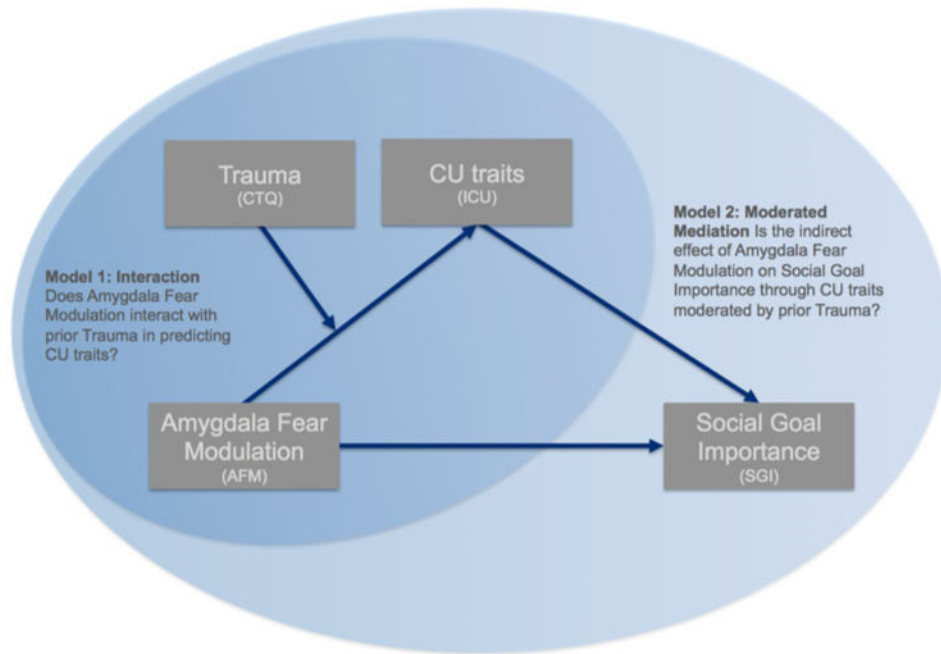 Trauma
(CTQ)
CU traits
(ICU)
Model 1: Interaction
Does Amygdala Fear
Modulation interact with
prior Trauma in predicting
CU traits?
Model 2: Moderated
Mediation Is the indirect
effect of Amygdala Fear
Modulation on Social Goal
Importance through CU traits
moderated by prior Trauma?
Amygdala Fear
Modulation
(AFM)
Social Goal
Importance
(SGI)